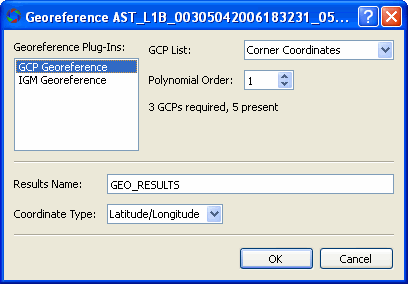 Georeference AST_L1B_00305042006183231_05...
Georeference Plug-Ins:
GCP Georeference
IGM Georeference
GCP List:
Corner Coordinates
Polynomial Order:
1
3 GCPs required, 5 present
Results Name:
GEO_RESULTS
Coordinate Type:
Latitude/Longitude
OK
Cancel